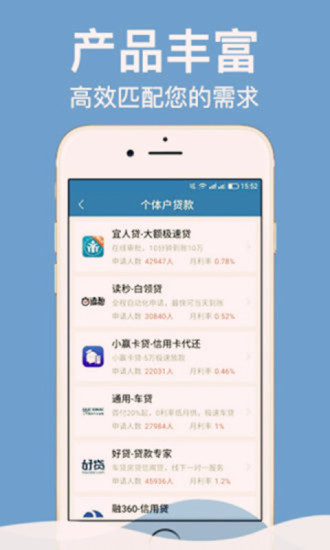 产品丰富
高效匹配您的需求
15:52
个体户贷款
宜人贷-大额极速贷
在线审批，10分钟到账10万
申请人数 42947人 月利率 0.78%
读秒-白领贷
全程自动化申请，最快可当天到账
申请人数 30840人 月利率 0.52%
小赢卡贷-信用卡代还
小赢卡贷-5万极速放款
申请人数 22031人 月利率 0.46%
通用-车贷
首付20%起，0利率低月供，极速车贷
申请人数 27984人 月利率 1%
好贷
好贷-贷款专家
车贷房贷信用贷，线下一对一服务
申请人数 45936人 月利率 1.2%
融360-信用贷